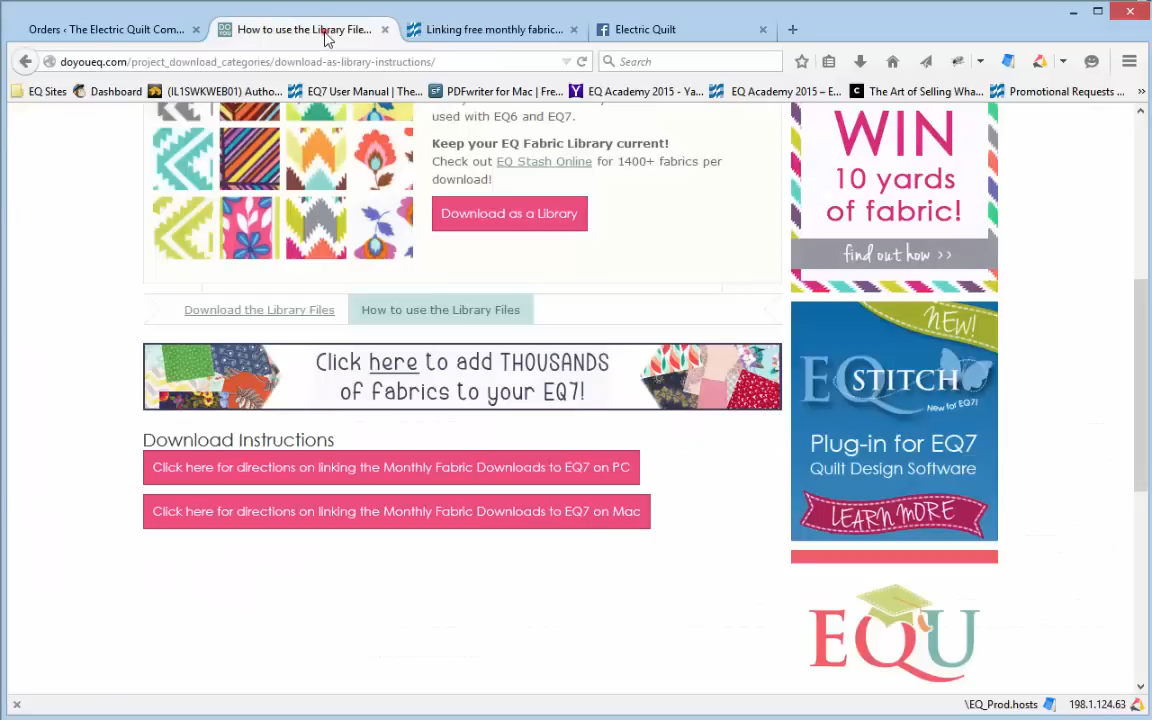 Orders ‹ The Electric Quilt Com...
How to use the Library File...
Linking free monthly fabric...
Electric Quilt
doyoueq.com/project_download_categories/download-as-library-instructions/
Search
EQ Sites
Dashboard
(IL1SWKWEB01) Autho...
EQ7 User Manual | The...
PDFwriter for Mac | Fre...
EQ Academy 2015 - Ya...
EQ Academy 2015 – E...
The Art of Selling Wha...
Promotional Requests ...
used with EQ6 and EQ7.
Keep your EQ Fabric Library current!
Check out EQ Stash Online for 1400+ fabrics per
download!
Download as a Library
Download the Library Files
How to use the Library Files
Click here to add THOUSANDS
of fabrics to your EQ7!
Download Instructions
Click here for directions on linking the Monthly Fabric Downloads to EQ7 on PC
Click here for directions on linking the Monthly Fabric Downloads to EQ7 on Mac
WIN
10 yards
of fabric!
find out how >>
NEW!
EQ STITCH
New for EQ7!
Plug-in for EQ7
Quilt Design Software
LEARN MORE
EQU
\EQ_Prod.hosts
198.1.124.63